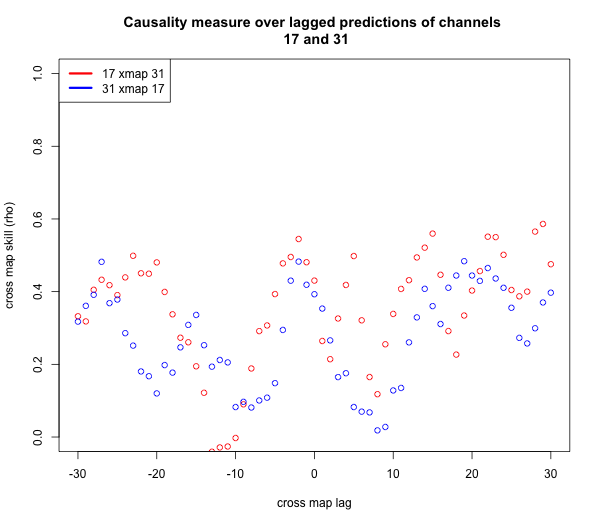 Causality measure over lagged predictions of channels
17 and 31
17 xmap 31
31 xmap 17
cross map skill (rho)
1.0
0.8
0.6
0.4
0.2
0.0
-30 -20 -10 0 10 20 30
cross map lag